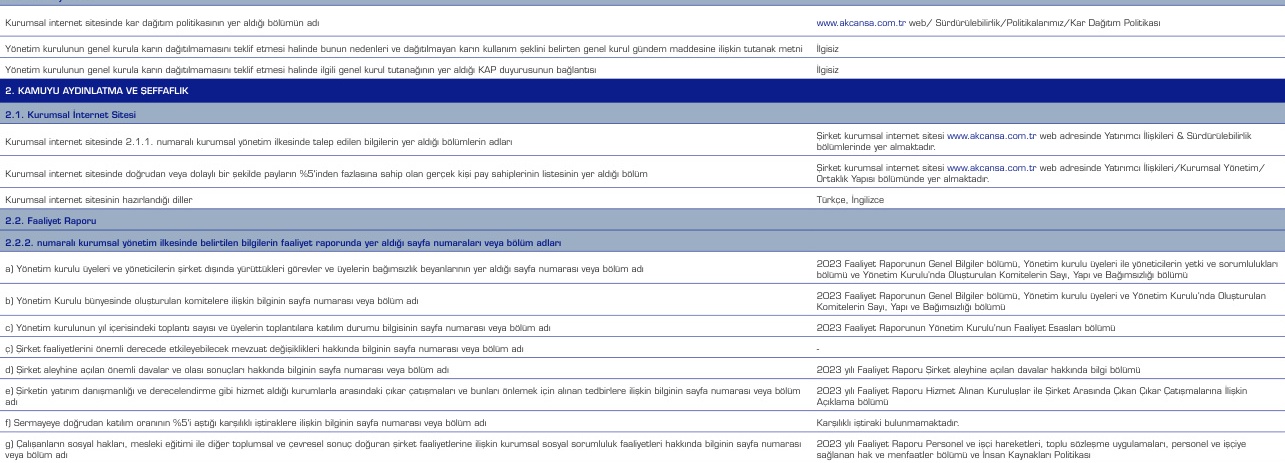 Kurumsal internet sitesinde kar dağıtım politikasının yer aldığı bölümün adı
www.akcansa.com.tr web/ Sürdürülebilirlik/Politikalarımız/Kar Dağıtım Politikası
Yönetim kurulunun genel kurula karın dağıtılmamasını teklif etmesi halinde bunun nedenleri ve dağıtılmayan karın kullanım şeklini belirten genel kurul gündem maddesine ilişkin tutanak metni
İlgisiz
Yönetim kurulunun genel kurula karın dağıtılmamasını teklif etmesi halinde ilgili genel kurul tutanağının yer aldığı KAP duyurusunun bağlantısı
İlgisiz
2. KAMUYU AYDINLATMA VE ŞEFFAFLIK
2.1. Kurumsal İnternet Sitesi
Kurumsal internet sitesinde 2.1.1. numaralı kurumsal yönetim ilkesinde talep edilen bilgilerin yer aldığı bölümlerin adları
Şirket kurumsal internet sitesi www.akcansa.com.tr web adresinde Yatırımcı İlişkileri & Sürdürülebilirlik
bölümlerinde yer almaktadır.
Kurumsal internet sitesinde doğrudan veya dolaylı bir şekilde payların %5'inden fazlasına sahip olan gerçek kişi pay sahiplerinin listesinin yer aldığı bölüm
Şirket kurumsal internet sitesi www.akcansa.com.tr web adresinde Yatırımcı İlişkileri/Kurumsal Yönetim/
Ortaklık Yapısı bölümünde yer almaktadır.
Kurumsal internet sitesinin hazırlandığı diller
Türkçe, İngilizce
2.2. Faaliyet Raporu
2.2.2. numaralı kurumsal yönetim ilkesinde belirtilen bilgilerin faaliyet raporunda yer aldığı sayfa numaraları veya bölüm adları
a) Yönetim kurulu üyeleri ve yöneticilerin şirket dışında yürüttükleri görevler ve üyelerin bağımsızlık beyanlarının yer aldığı sayfa numarası veya bölüm adı
2023 Faaliyet Raporunun Genel Bilgiler bölümü, Yönetim kurulu üyeleri ile yöneticilerin yetki ve sorumlulukları
bölümü ve Yönetim Kurulu'nda Oluşturulan Komitelerin Sayı, Yapı ve Bağımsızlığı bölümü
b) Yönetim Kurulu bünyesinde oluşturulan komitelere ilişkin bilginin sayfa numarası veya bölüm adı
2023 Faaliyet Raporunun Genel Bilgiler bölümü, Yönetim kurulu üyeleri ve Yönetim Kurulu'nda Oluşturulan
Komitelerin Sayı, Yapı ve Bağımsızlığı bölümü
c) Yönetim kurulunun yıl içerisindeki toplantı sayısı ve üyelerin toplantılara katılım durumu bilgisinin sayfa numarası veya bölüm adı
2023 Faaliyet Raporunun Yönetim Kurulu'nun Faaliyet Esasları bölümü
ç) Şirket faaliyetlerini önemli derecede etkileyebilecek mevzuat değişiklikleri hakkında bilginin sayfa numarası veya bölüm adı
-
d) Şirket aleyhine açılan önemli davalar ve olası sonuçları hakkında bilginin sayfa numarası veya bölüm adı
2023 yılı Faaliyet Raporu Şirket aleyhine açılan davalar hakkında bilgi bölümü
e) Şirketin yatırım danışmanlığı ve derecelendirme gibi hizmet aldığı kurumlarla arasındaki çıkar çatışmaları ve bunları önlemek için alınan tedbirlere ilişkin bilginin sayfa numarası veya bölüm
adı
2023 yılı Faaliyet Raporu Hizmet Alınan Kuruluşlar ile Şirket Arasında Çıkan Çıkar Çatışmalarına İlişkin
Açıklama bölümü
f) Sermayeye doğrudan katılım oranının %5'i aştığı karşılıklı iştiraklere ilişkin bilginin sayfa numarası veya bölüm adı
Karşılıklı iştiraki bulunmamaktadır.
g) Çalışanların sosyal hakları, mesleki eğitimi ile diğer toplumsal ve çevresel sonuç doğuran şirket faaliyetlerine ilişkin kurumsal sosyal sorumluluk faaliyetleri hakkında bilginin sayfa numarası
veya bölüm adı
2023 yılı Faaliyet Raporu Personel ve işçi hareketleri, toplu sözleşme uygulamaları, personel ve işçiye
sağlanan hak ve menfaatler bölümü ve İnsan Kaynakları Politikası